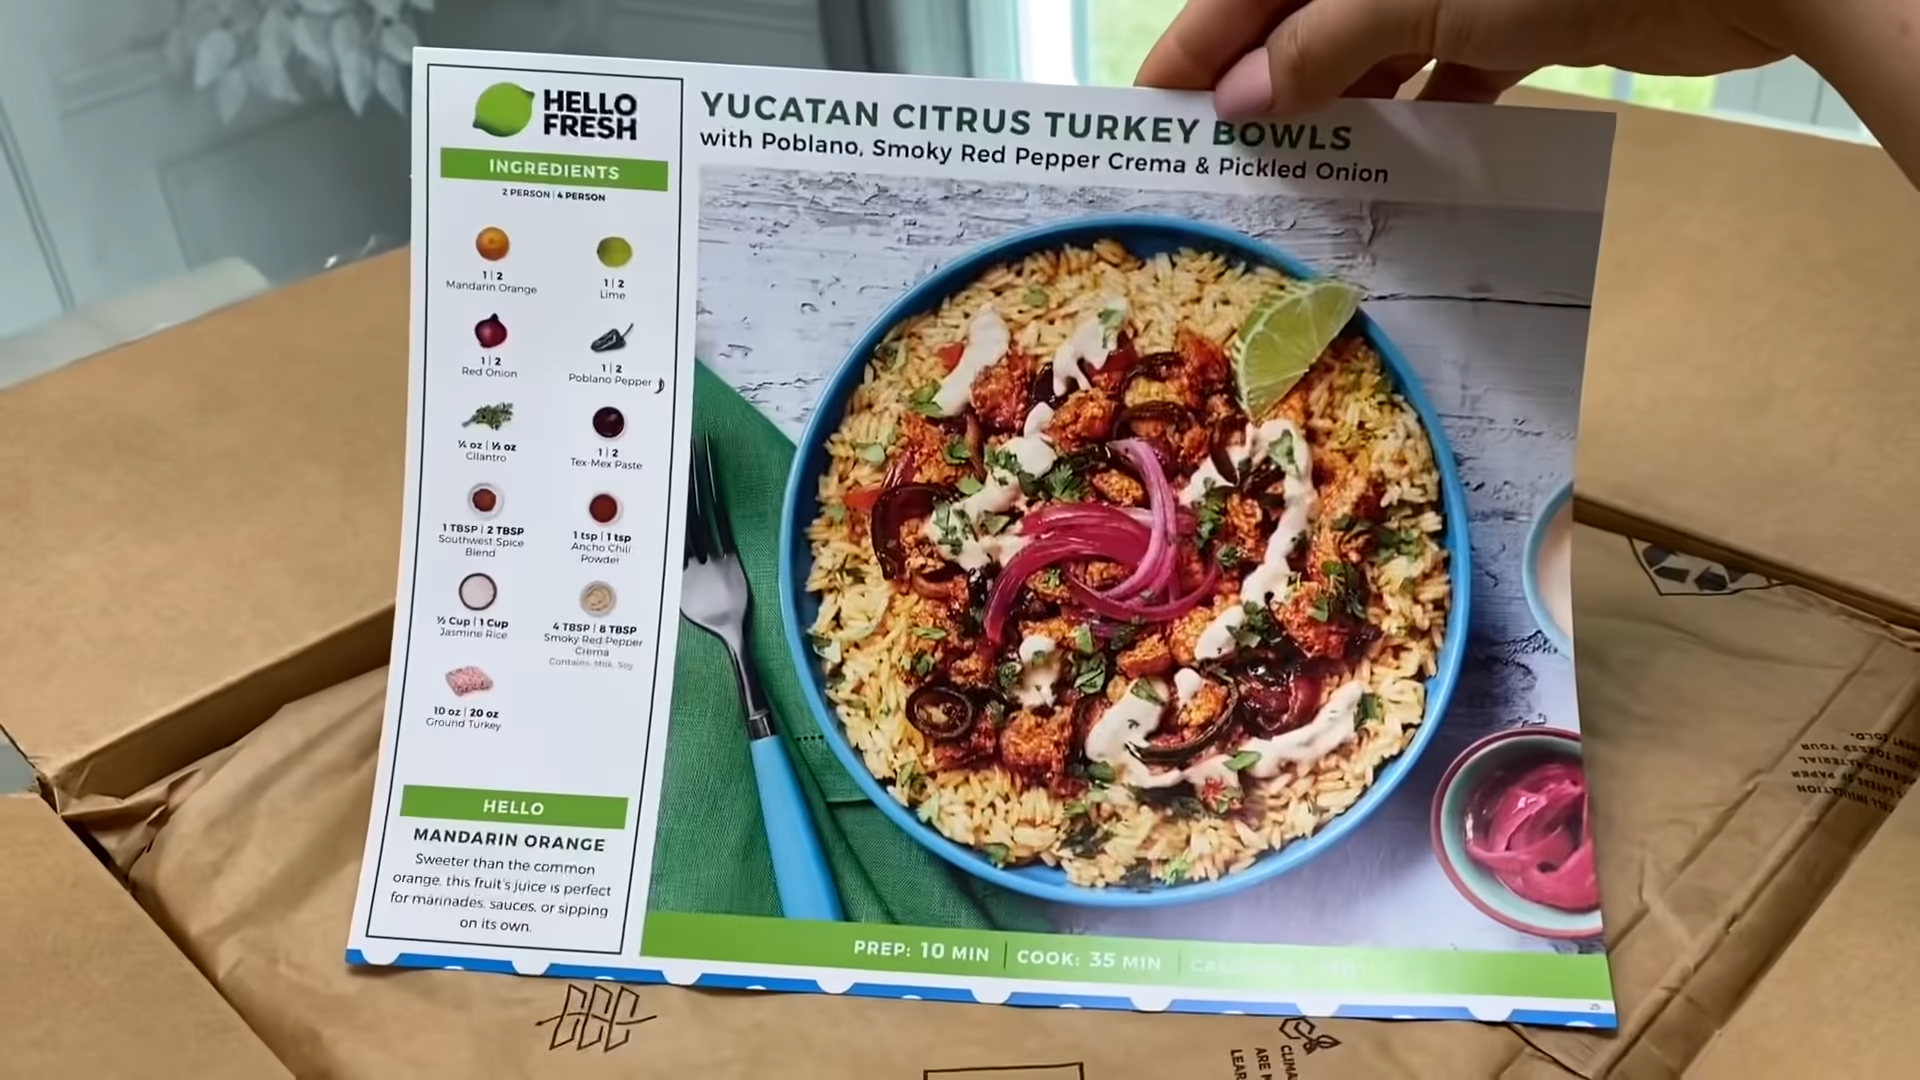 HELLO
FRESH
INGREDIENTS
2 PERSON | 4 PERSON
1 | 2
Mandarin Orange
1 | 2
Lime
1 | 2
Red Onion
1 | 2
Poblano Pepper
¼ oz | ½ oz
Cilantro
1 | 2
Tex-Mex Paste
1 TBSP | 2 TBSP
Southwest Spice
Blend
1 tsp | 1 tsp
Ancho Chili
Powder
½ Cup | 1 Cup
Jasmine Rice
4 TBSP | 8 TBSP
Smoky Red Pepper
Crema
Contains: Milk, Soy
10 oz | 20 oz
Ground Turkey
HELLO
MANDARIN ORANGE
Sweeter than the common
orange, this fruit's juice is perfect
for marinades, sauces, or sipping
on its own.
YUCATAN CITRUS TURKEY BOWLS
with Poblano, Smoky Red Pepper Crema & Pickled Onion
PREP: 10 MIN | COOK: 35 MIN
25
CLIMA
ARE
LEAR